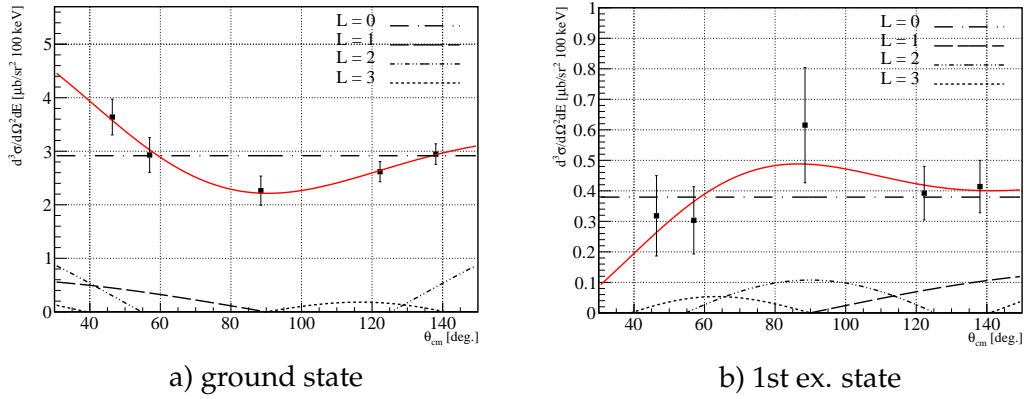 d³σ/dΩ²dE [μb/sr² 100 keV]
5
4
3
2
1
0
L = 0
L = 1
L = 2
L = 3
40 60 80 100 120 140
θcm [deg.]
a) ground state
d³σ/dΩ²dE [μb/sr² 100 keV]
1
0.9
0.8
0.7
0.6
0.5
0.4
0.3
0.2
0.1
0
L = 0
L = 1
L = 2
L = 3
40 60 80 100 120 140
θcm [deg.]
b) 1st ex. state